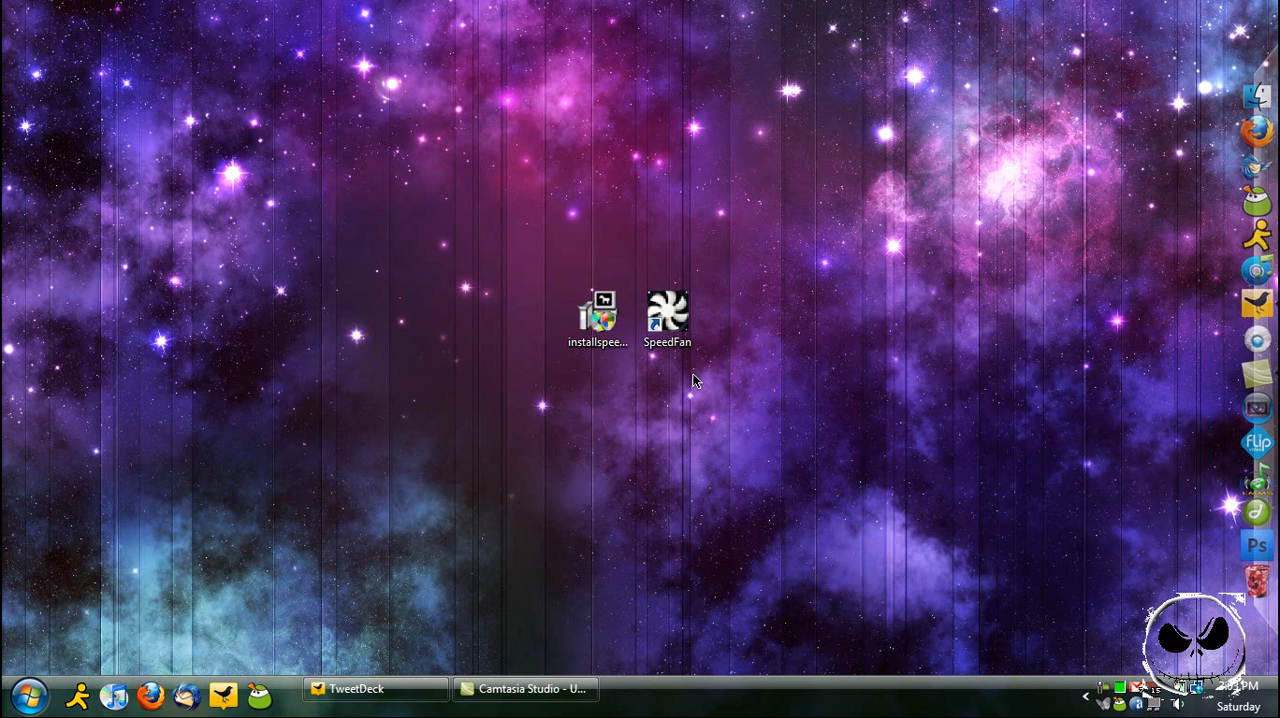 installspee...
SpeedFan
flip
Ps
TweetDeck
Camtasia Studio - U...
Saturday